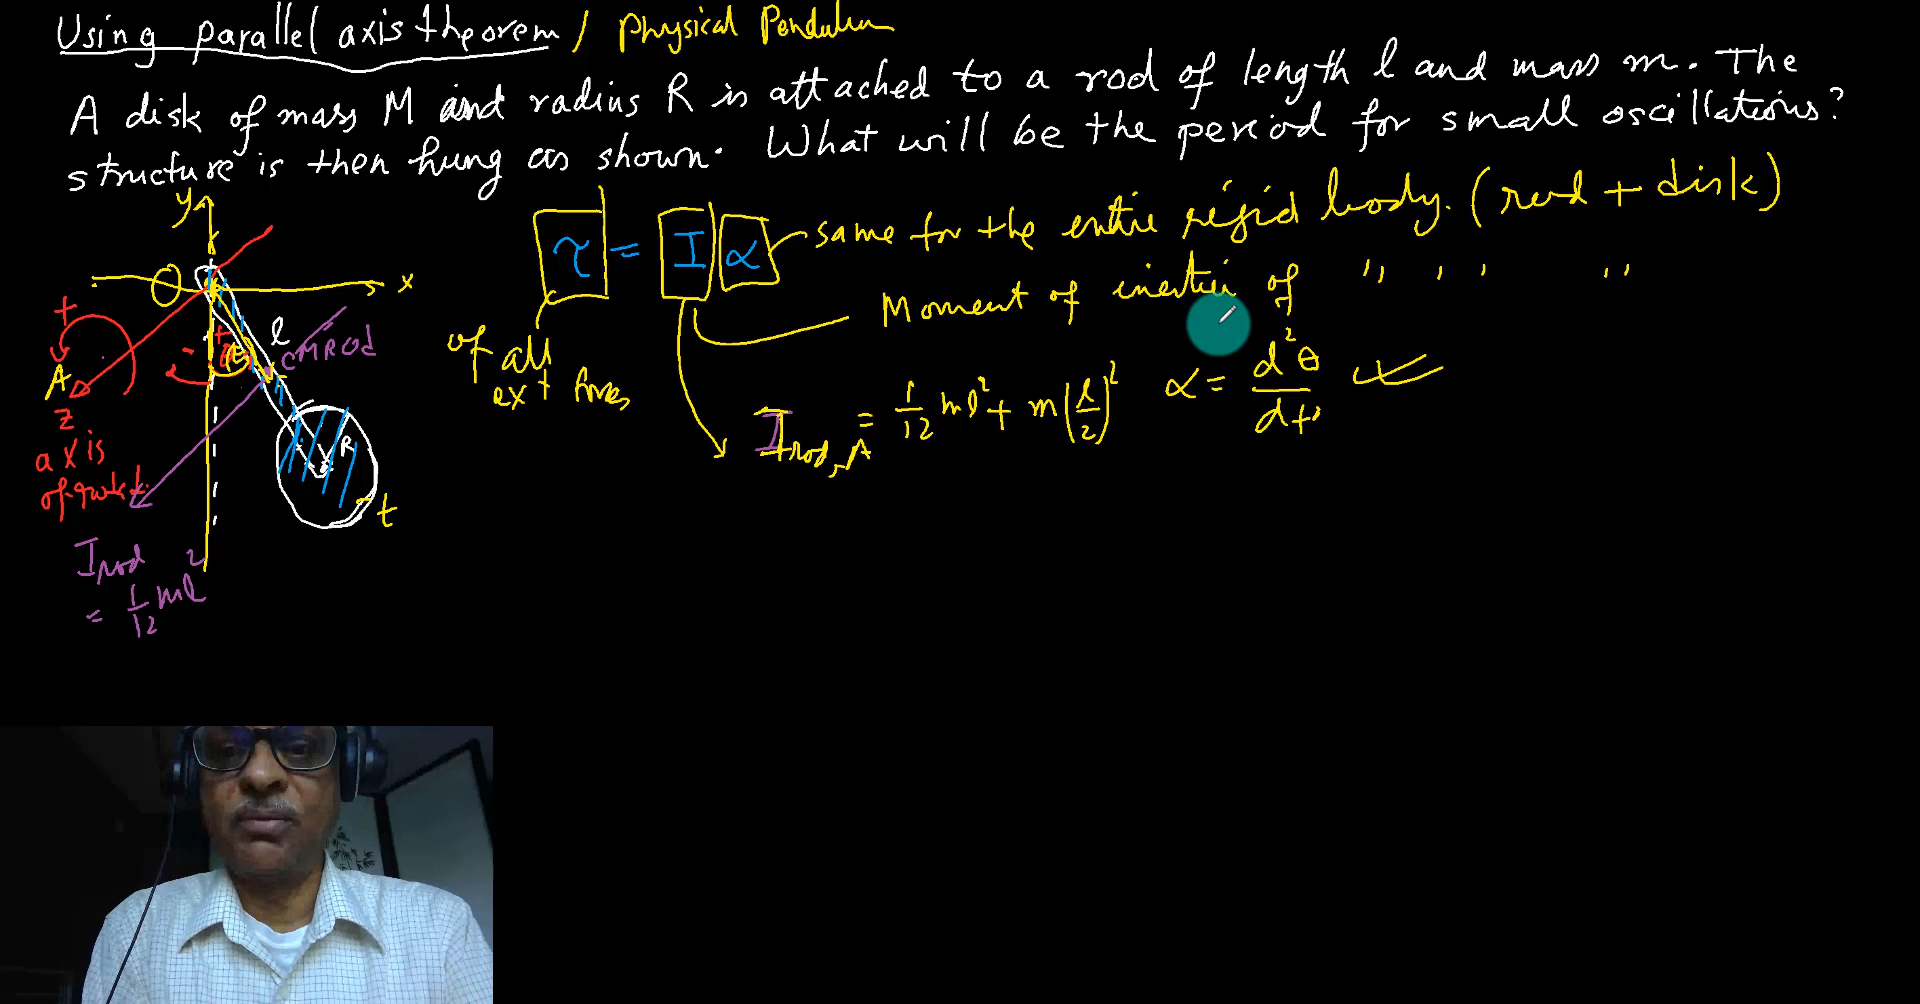 Using parallel axis theorem / Physical Pendulum
A disk of mass M and radius R is attached to a rod of length l and mass m. The
structure is then hung as shown. What will be the period for small oscillations?
y
x
τ = I α same for the entire rigid body. (rod + disk)
Moment of inertia of " " " "
of all
ext forces
+
-
A
z
axis
of rotat.
l
θ
CM Rod
R
t
I rod, A = 1/12 ml² + m(l/2)²
α = d²θ/dt²
I rod
= 1/12 ml²